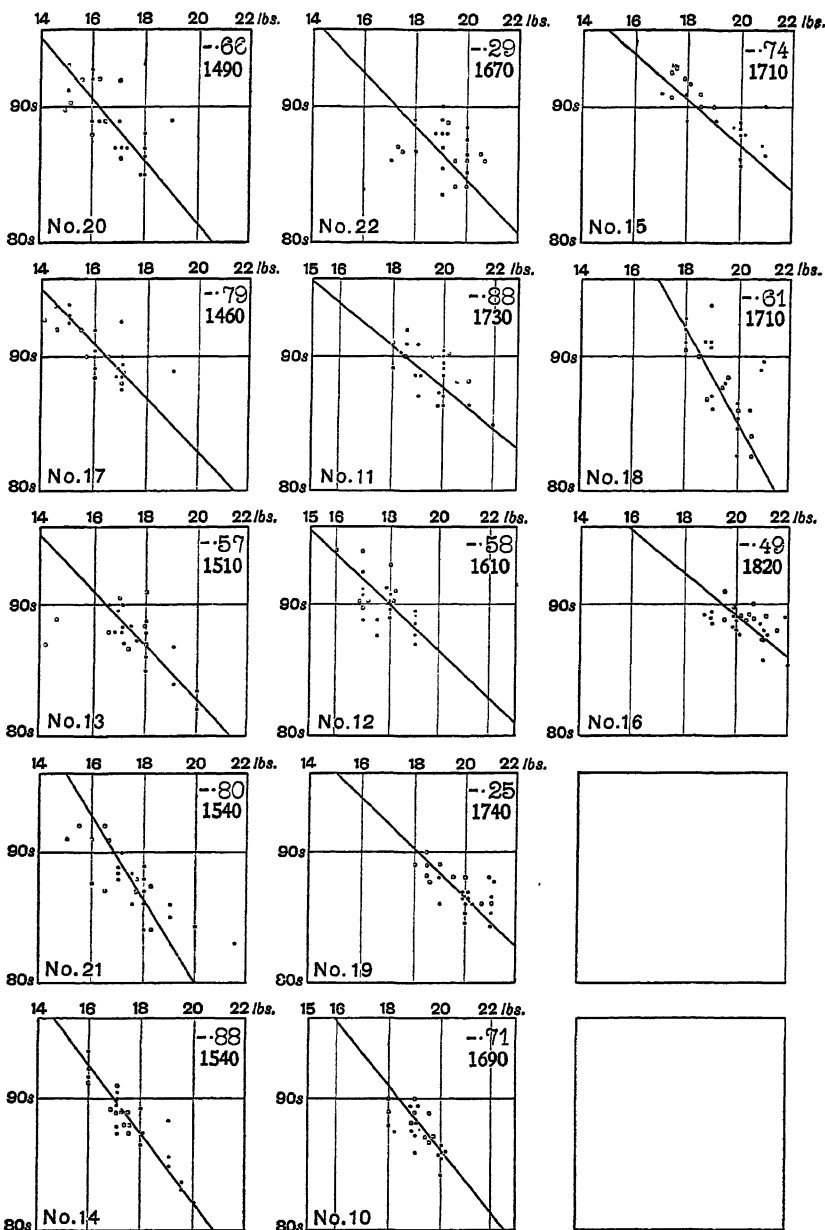 14 16 18 20 22 lbs.
-·66
1490
90s
80s
No.20
14 16 18 20 22
-·29
1670
90s
80s
No.22
14 16 18 20 22 lbs.
-·74
1710
90s
80s
No.15
14 16 18 20 22 lbs.
-·79
1460
90s
80s
No.17
15 16 18 20 22 lbs.
-·88
1730
90s
80s
No.11
16 18 20 22 lbs.
-·61
1710
90s
80s
No.18
14 16 18 20 22 lbs.
-·57
1510
90s
80s
No.13
15 16 18 20 22 lbs.
-·58
1610
90s
80s
No.12
16 18 20 22 lbs.
-·49
1820
90s
80s
No.16
14 16 18 20 22 lbs.
-·80
1540
90s
80s
No.21
14 16 18 20 22 lbs.
-·25
1740
90s
80s
No.19
14 16 18 20 22 lbs.
-·88
1540
90s
80s
No.14
15 16 18 20 22 lbs.
-·71
1690
90s
80s
No.10